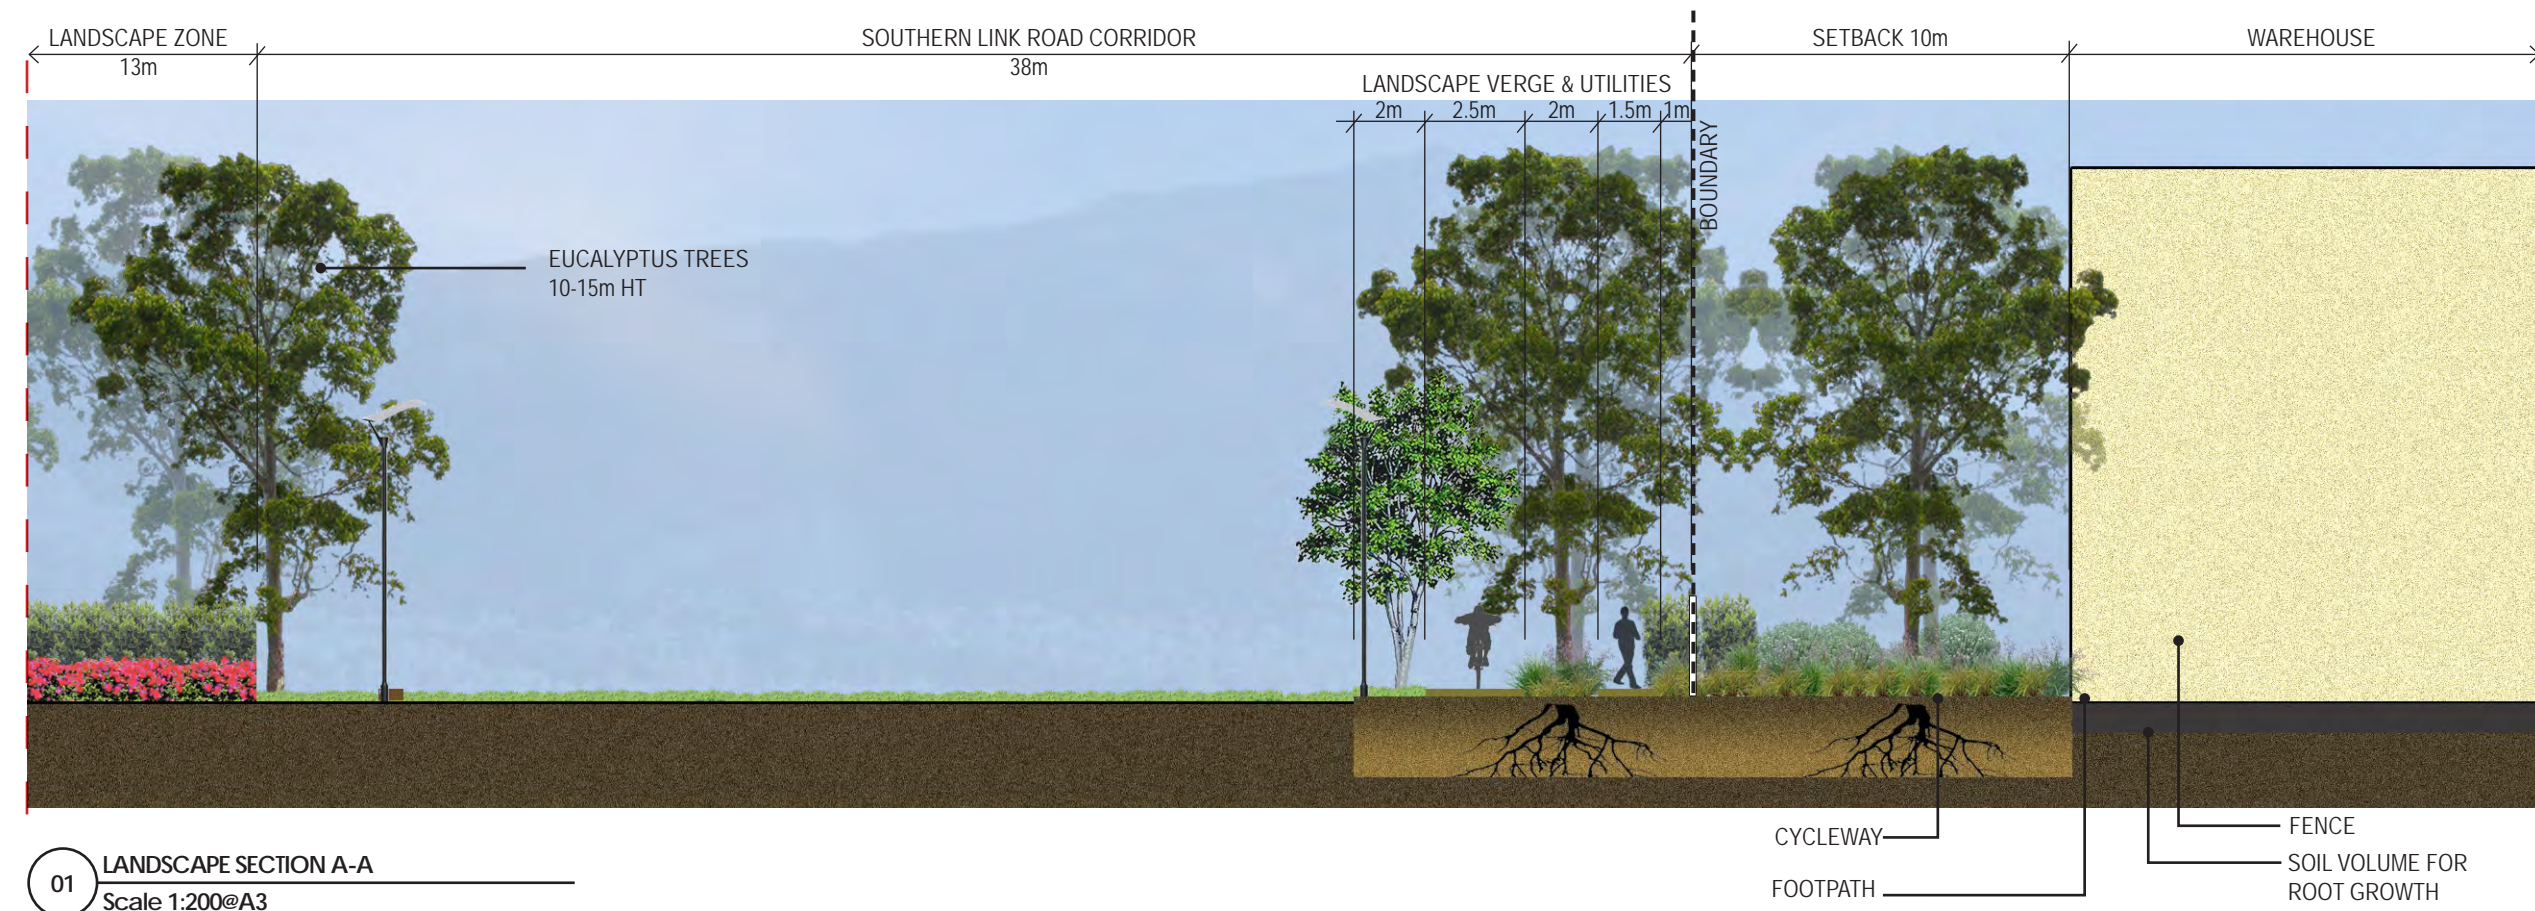 LANDSCAPE ZONE
13m
SOUTHERN LINK ROAD CORRIDOR
38m
SETBACK 10m
WAREHOUSE
LANDSCAPE VERGE & UTILITIES
2m 2.5m 2m 1.5m 1m
BOUNDARY
EUCALYPTUS TREES
10-15m HT
CYCLEWAY
FOOTPATH
FENCE
SOIL VOLUME FOR
ROOT GROWTH
01
LANDSCAPE SECTION A-A
Scale 1:200@A3